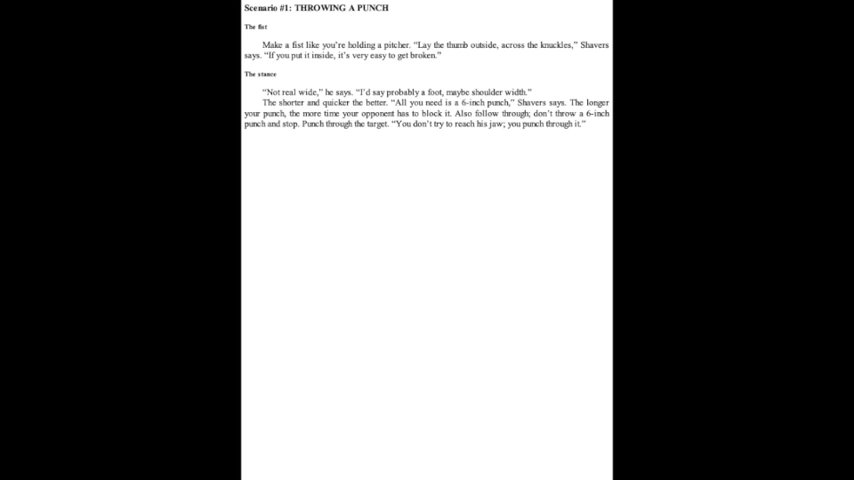 Scenario #1: THROWING A PUNCH
The fist
Make a fist like you're holding a pitcher. “Lay the thumb outside, across the knuckles,” Shavers
says. “If you put it inside, it's very easy to get broken.”
The stance
“Not real wide,” he says. “I'd say probably a foot, maybe shoulder width.”
The shorter and quicker the better. “All you need is a 6-inch punch,” Shavers says. The longer
your punch, the more time your opponent has to block it. Also follow through; don't throw a 6-inch
punch and stop. Punch through the target. “You don't try to reach his jaw; you punch through it.”